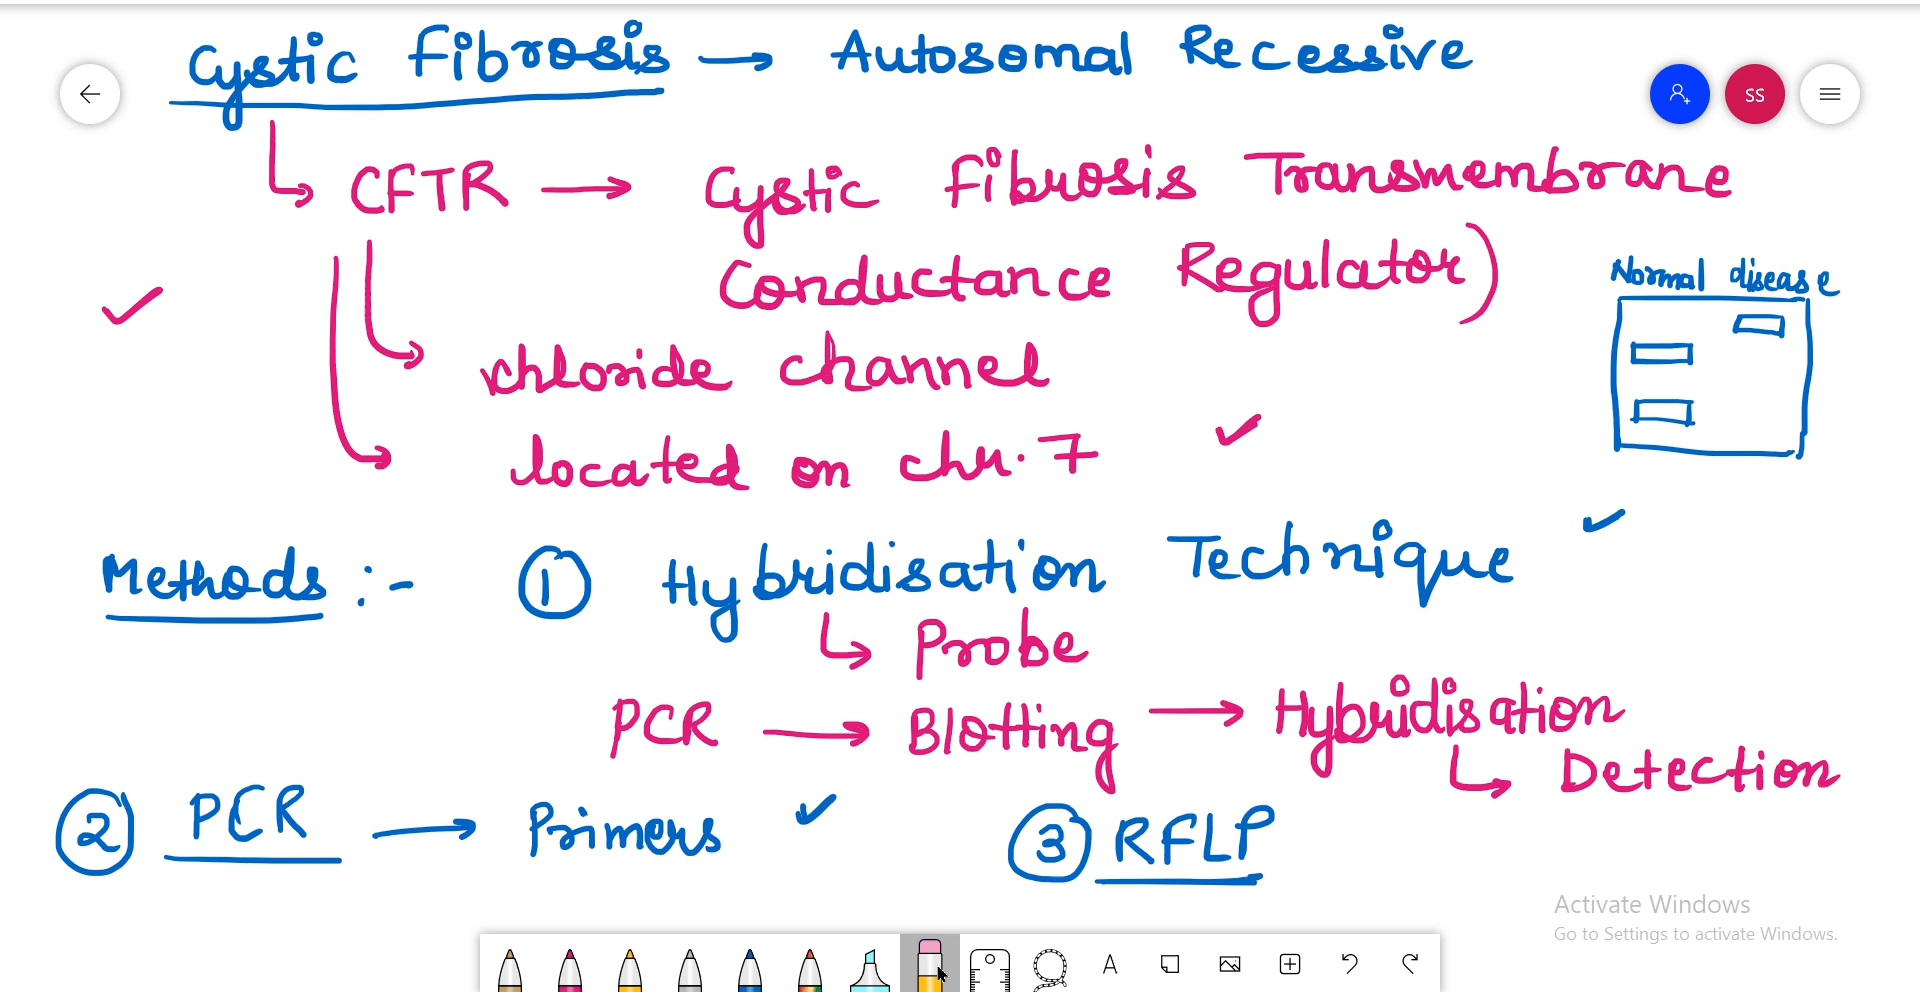 Cystic Fibrosis → Autosomal Recessive
SS
↳ CFTR → Cystic Fibrosis Transmembrane
Conductance Regulator)
Normal disease
chloride channel
located on chr. 7
Methods :- ① Hybridisation Technique
↳ Probe
PCR → Blotting → Hybridisation
↳ Detection
② PCR → Primers ③ RFLP
Activate Windows
Go to Settings to activate Windows.